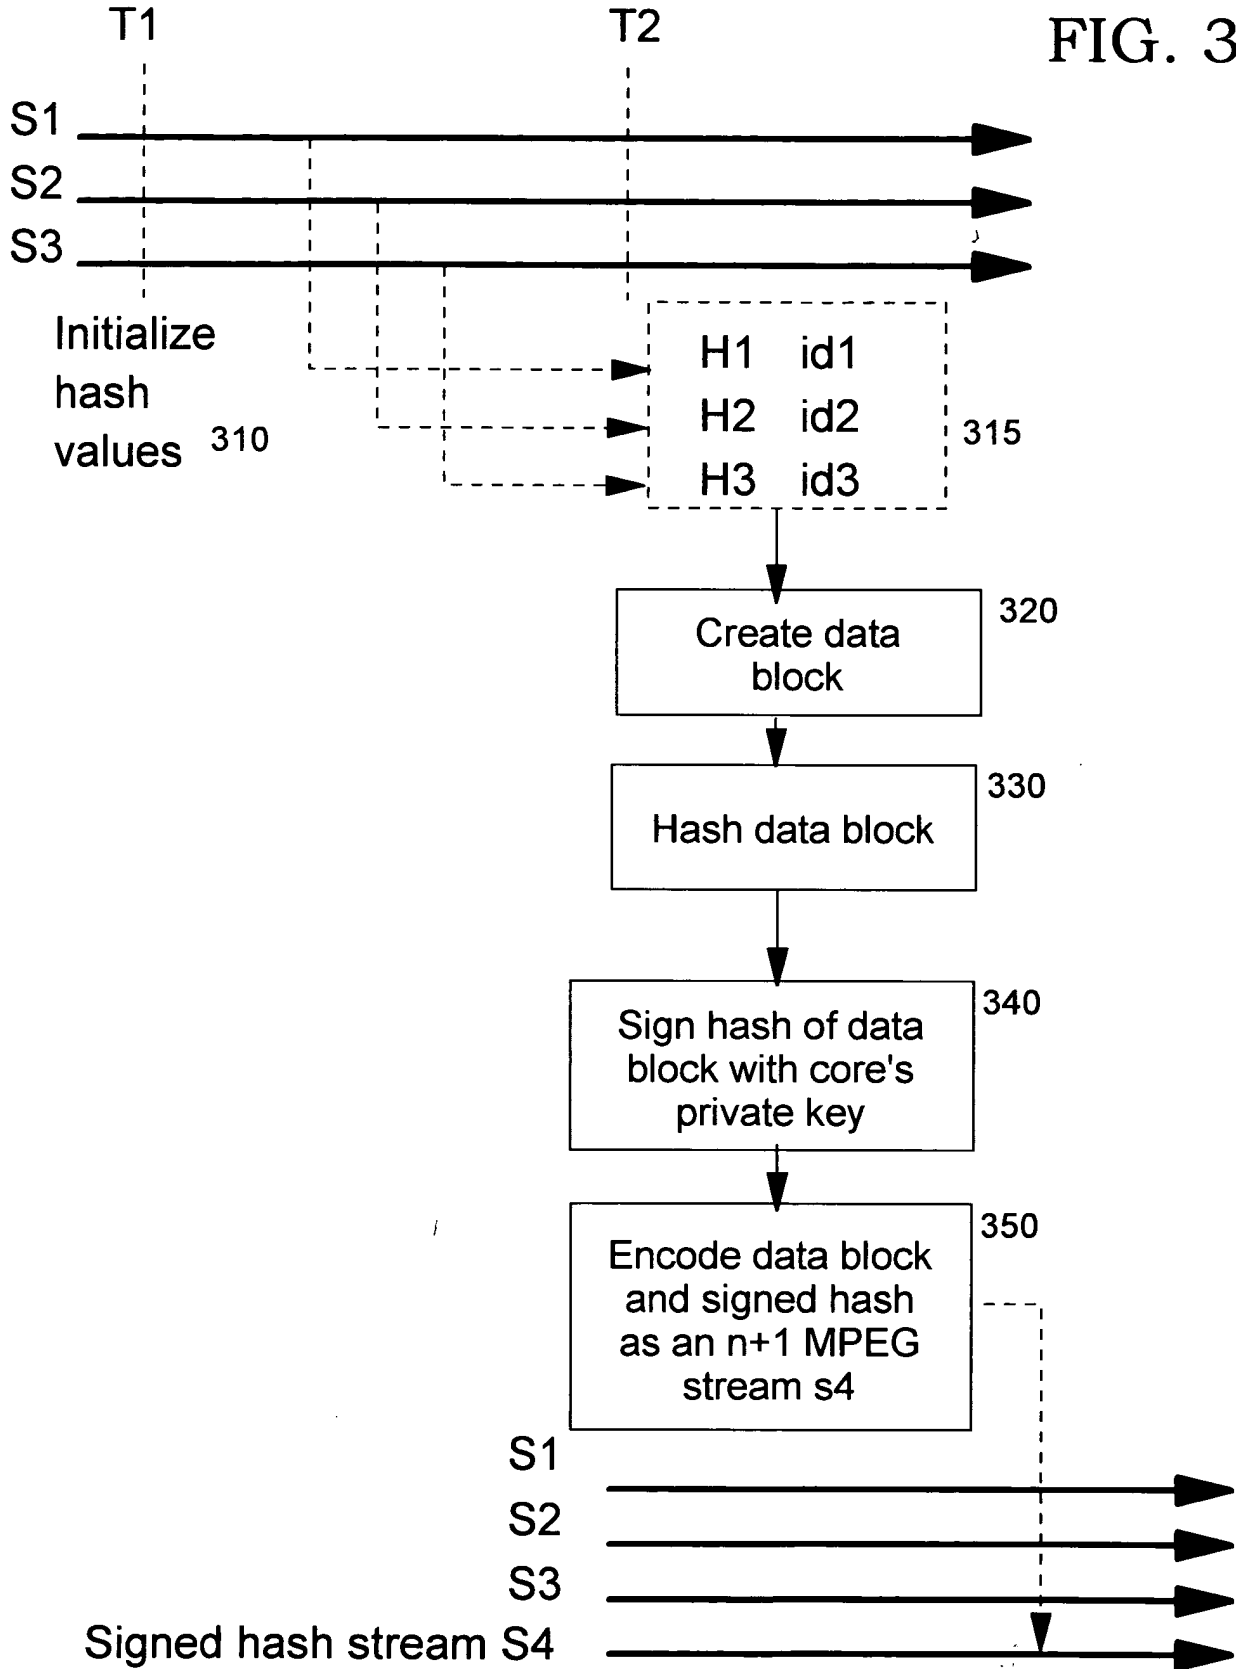 T1 T2 FIG. 3
S1
S2
S3
Initialize
hash
values 310
H1 id1
H2 id2 315
H3 id3
320
Create data
block
330
Hash data block
340
Sign hash of data
block with core's
private key
350
Encode data block
and signed hash
as an n+1 MPEG
stream s4
S1
S2
S3
Signed hash stream S4